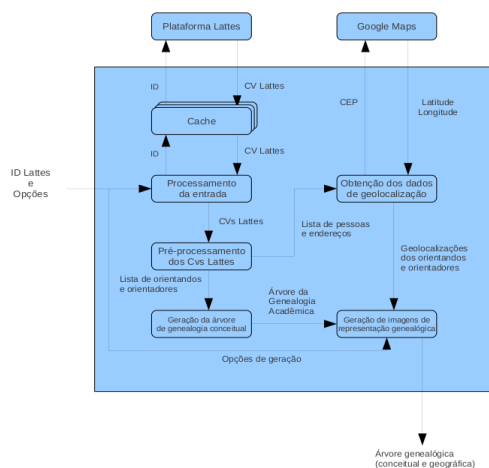 Plataforma Lattes
Google Maps
ID
CV Lattes
CEP
Latitude
Longitude
Cache
ID
CV Lattes
ID Lattes
e
Opções
Processamento
da entrada
Obtenção dos dados
de geolocalização
CVs Lattes
Lista de pessoas
e endereços
Pré-processamento
dos Cvs Lattes
Geolocalizações
dos orientandos
e orientadores
Lista de orientandos
e orientadores
Árvore da
Genealogia
Acadêmica
Geração da árvore
de genealogia conceitual
Geração de imagens de
representação genealógica
Opções de geração
Árvore genealógica
(conceitual e geográfica)